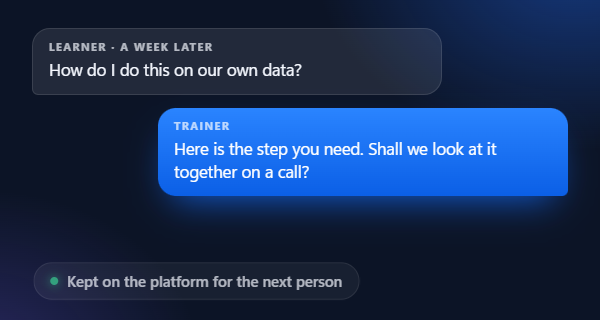 LEARNER · A WEEK LATER
How do I do this on our own data?
TRAINER
Here is the step you need. Shall we look at it
together on a call?
Kept on the platform for the next person